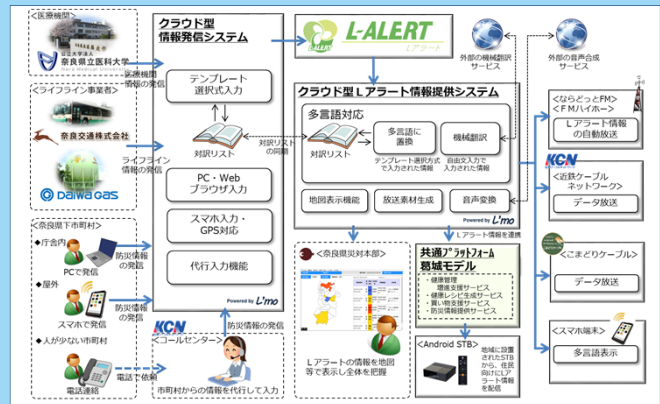 <医療機関>
公立大学法人
奈良県立医科大学
Nara Medical University
医療機関
情報の発信
<ライフライン事業者>
奈良交通株式会社
ライフライン
情報の発信
DAIWA GAS
<奈良県下市町村>
◆庁舎内
PCで発信
防災情報
の発信
◆屋外
スマホで発信
防災情報
の発信
◆人が少ない市町村
電話連絡
電話で依頼
クラウド型
情報発信システム
テンプレート
選択式入力
対訳リスト
PC・Web
ブラウザ入力
スマホ入力・
GPS対応
代行入力機能
Powered by L'mo
対訳リスト
の同期
KCN
防災情報の発信
<コールセンター>
市町村からの情報を代行して入力
L-ALERT
Lアラート
外部の機械翻訳
サービス
外部の音声合成
サービス
クラウド型Lアラート情報提供システム
多言語対応
対訳リスト
多言語に
置換
機械翻訳
テンプレート選択方式
で入力された情報
自由文入力で
入力された情報
地図表示機能
放送素材生成
音声変換
Powered by L'mo
Lアラート情報を連携
<奈良県災対本部>
Lアラートの情報を地図
等で表示し全体を把握
共通プラットフォーム
葛城モデル
・健康管理
環境支援サービス
・健康レシピ生成サービス
・買い物支援サービス
・防災情報提供サービス
<Android STB>
地域に設置
されたSTB
から、住民
向けにLア
ラート情報
を配信
<ならどっとFM>
<FMハイホー>
Lアラート情報
の自動放送
KCN
<近鉄ケーブル
ネットワーク>
データ放送
<こまどりケーブル>
データ放送
<スマホ端末>
多言語表示